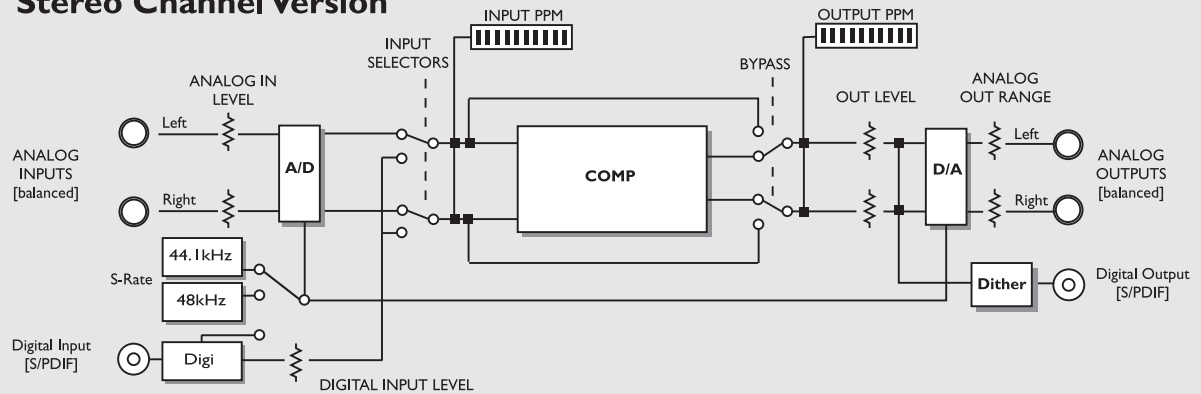 Stereo Channel Version
INPUT PPM
OUTPUT PPM
INPUT
SELECTORS
BYPASS
ANALOG IN
LEVEL
OUT LEVEL
ANALOG
OUT RANGE
Left
A/D
COMP
D/A
Left
ANALOG
INPUTS
[balanced]
ANALOG
OUTPUTS
[balanced]
Right
Right
44.1kHz
S-Rate
48kHz
Dither
Digital Output
[S/PDIF]
Digital Input
[S/PDIF]
Digi
DIGITAL INPUT LEVEL